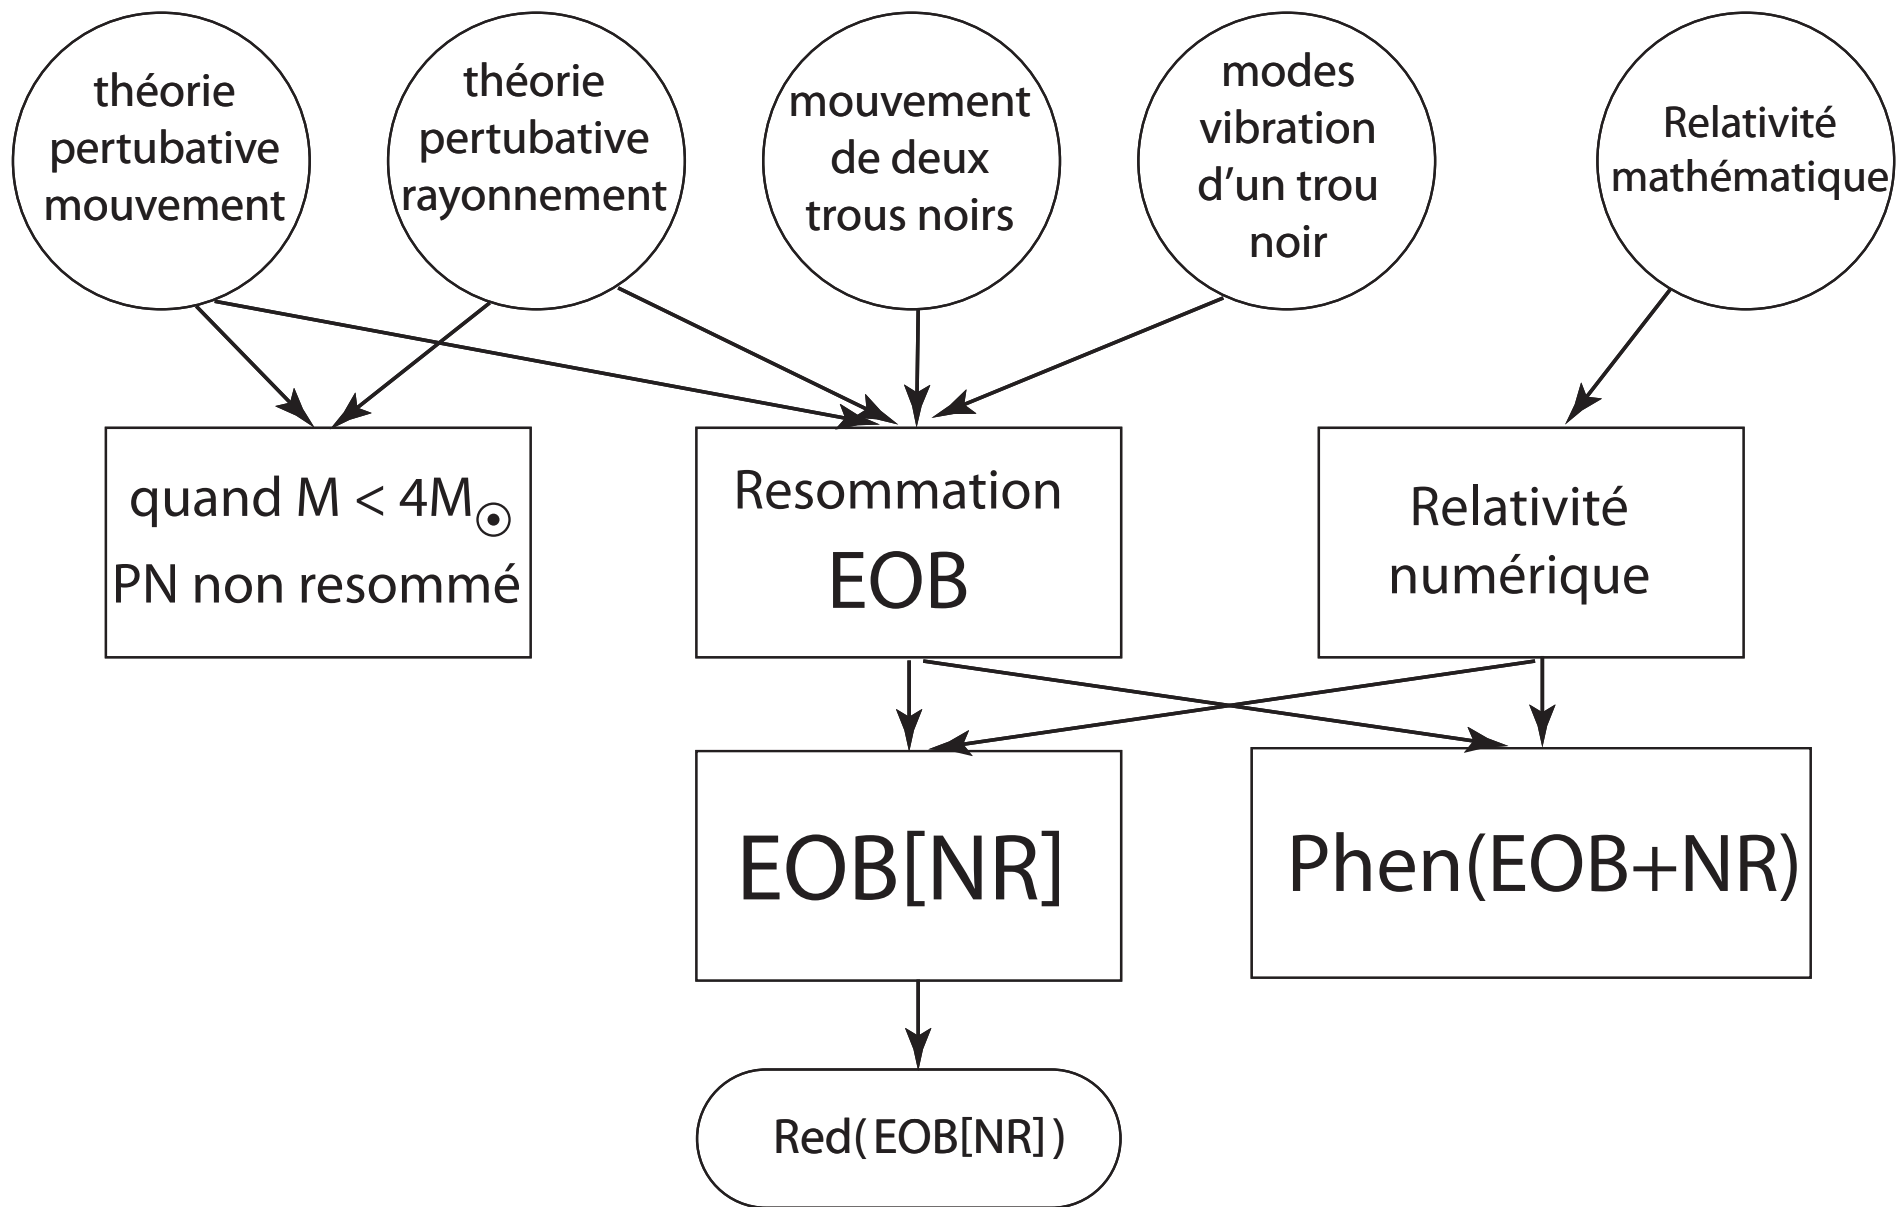 théorie
pertubative
mouvement
théorie
pertubative
rayonnement
mouvement
de deux
trous noirs
modes
vibration
d'un trou
noir
Relativité
mathématique
quand M < 4M☉
PN non resommé
Resommation
EOB
Relativité
numérique
EOB[NR]
Phen(EOB+NR)
Red(EOB[NR])